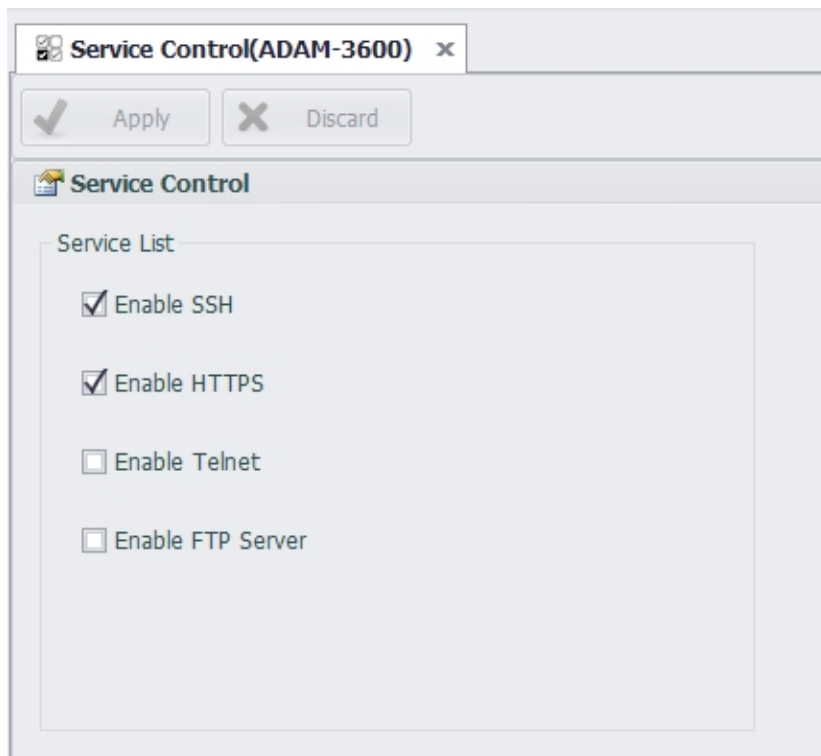 Service Control(ADAM-3600)
Apply Discard
Service Control
Service List
Enable SSH
Enable HTTPS
Enable Telnet
Enable FTP Server